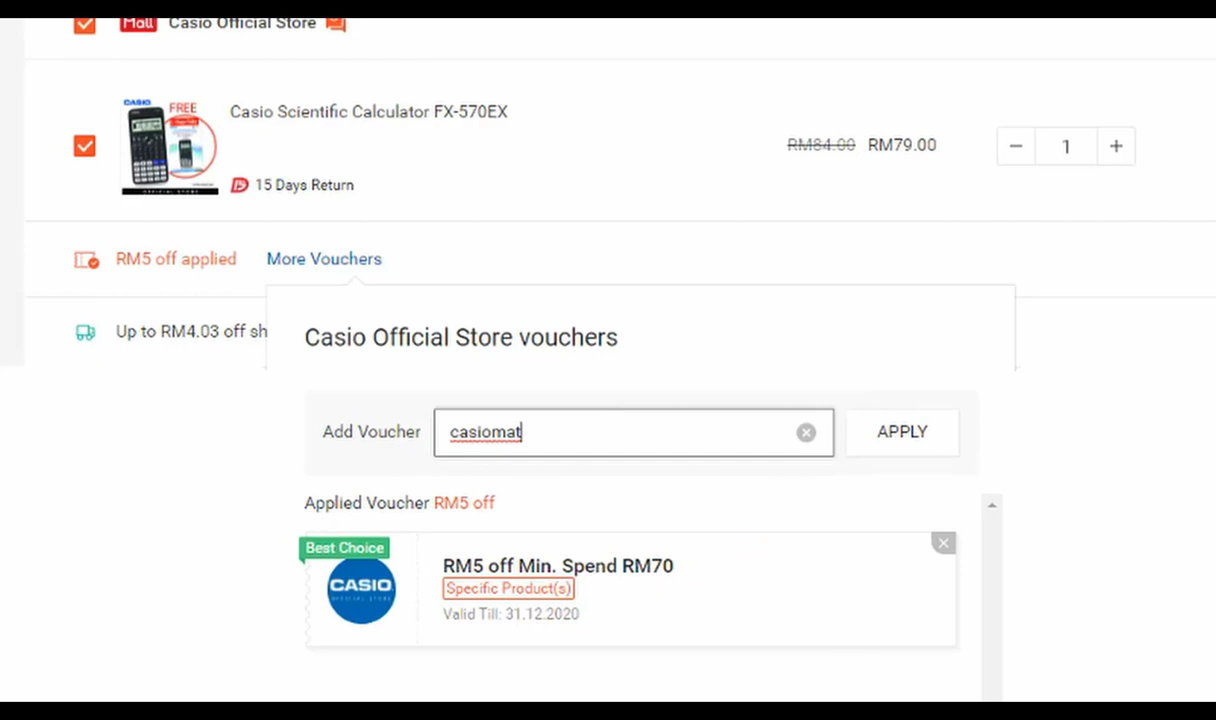 Mall Casio Official Store
CASIO
FREE
Casio Scientific Calculator FX-570EX
RM84.00 RM79.00
1
15 Days Return
RM5 off applied More Vouchers
Up to RM4.03 off sh
Casio Official Store vouchers
Add Voucher casiomat APPLY
Applied Voucher RM5 off
Best Choice
CASIO
RM5 off Min. Spend RM70
Specific Product(s)
Valid Till: 31.12.2020